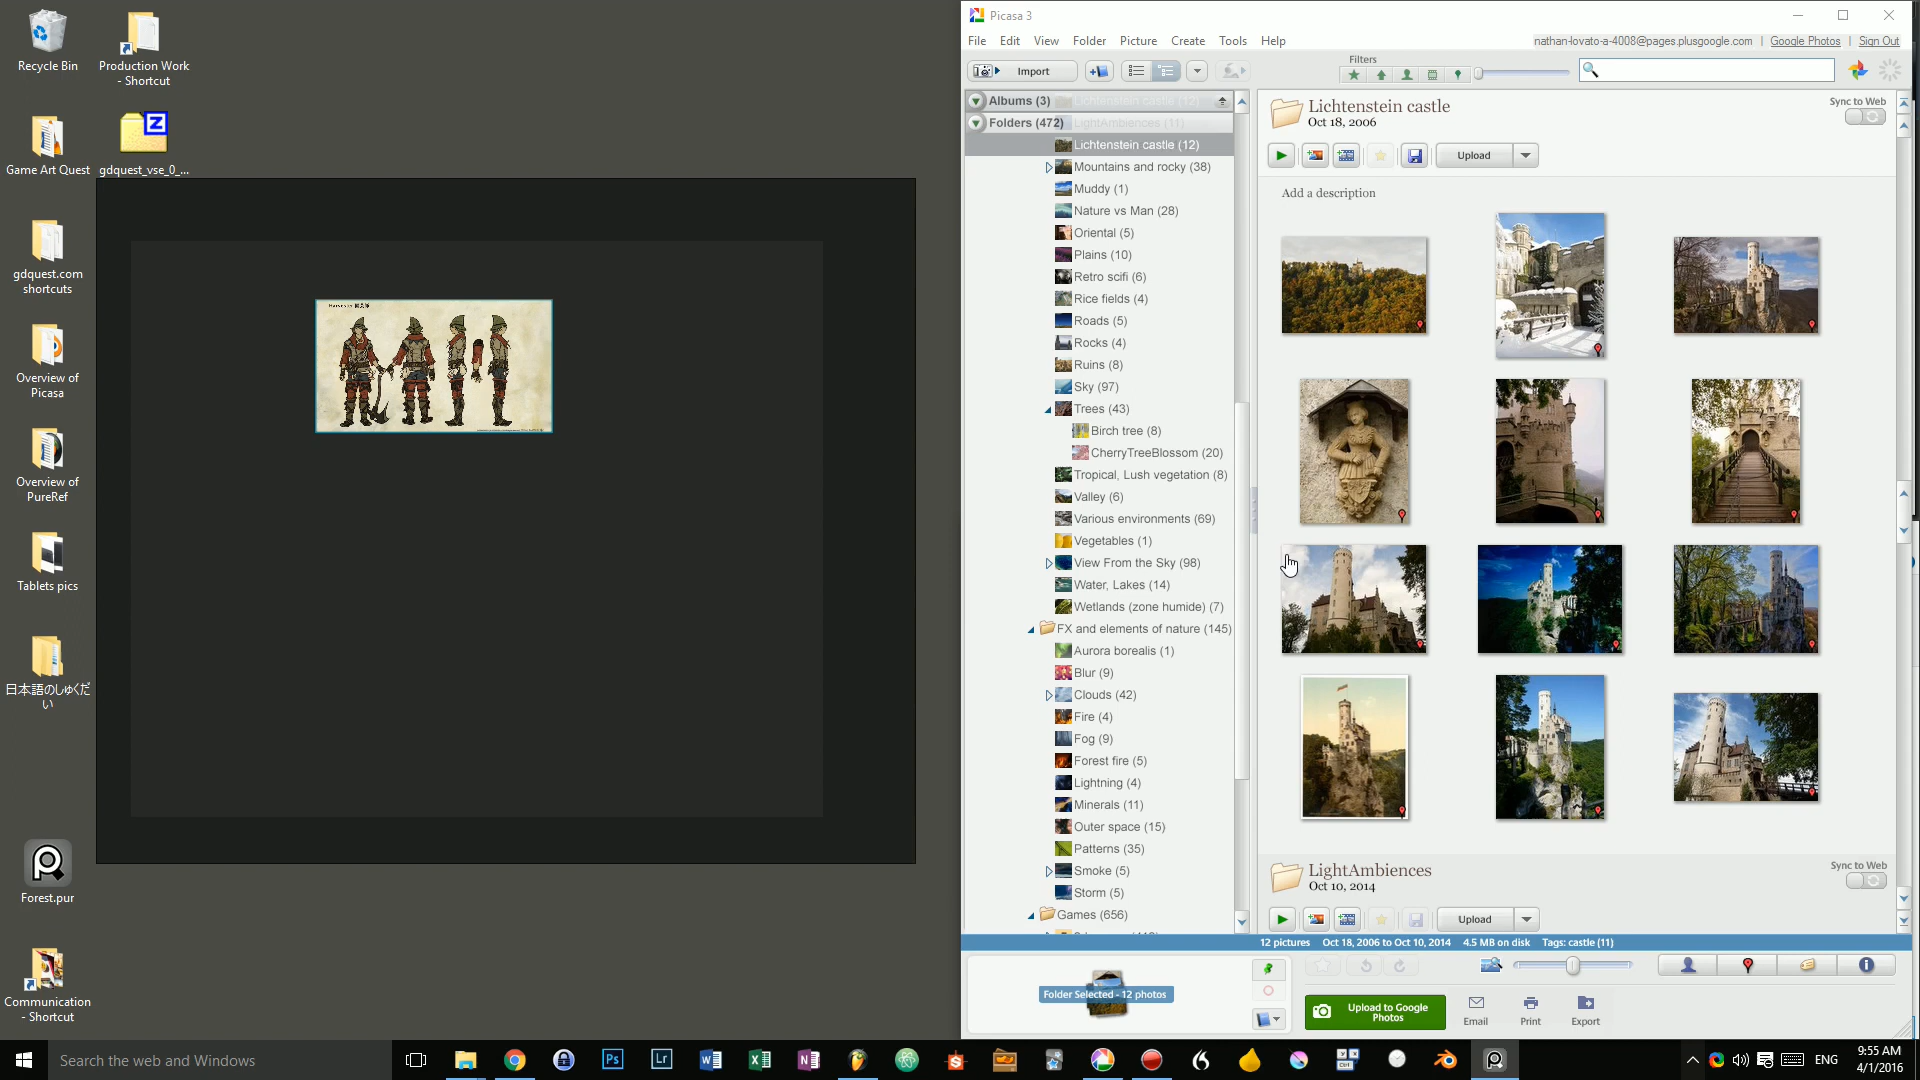 Recycle Bin
Production Work
- Shortcut
Game Art Quest
gdquest_vse_0_...
gdquest.com
shortcuts
Overview of
Picasa
Overview of
PureRef
Tablets pics
日本語のしゅくだ
い
Forest.pur
Communication
- Shortcut
Harvester
Picasa 3
File Edit View Folder Picture Create Tools Help
nathan-lovato-a-4008@pages.plusgoogle.com | Google Photos | Sign Out
Import
Filters
Albums (3)
Lichtenstein castle (12)
Folders (472)
LightAmbiences (11)
Lichtenstein castle (12)
Mountains and rocky (38)
Muddy (1)
Nature vs Man (28)
Oriental (5)
Plains (10)
Retro scifi (6)
Rice fields (4)
Roads (5)
Rocks (4)
Ruins (8)
Sky (97)
Trees (43)
Birch tree (8)
CherryTreeBlossom (20)
Tropical, Lush vegetation (8)
Valley (6)
Various environments (69)
Vegetables (1)
View From the Sky (98)
Water, Lakes (14)
Wetlands (zone humide) (7)
FX and elements of nature (145)
Aurora borealis (1)
Blur (9)
Clouds (42)
Fire (4)
Fog (9)
Forest fire (5)
Lightning (4)
Minerals (11)
Outer space (15)
Patterns (35)
Smoke (5)
Storm (5)
Games (656)
Lichtenstein castle
Oct 18, 2006
Sync to Web
Upload
Add a description
LightAmbiences
Oct 10, 2014
Sync to Web
Upload
12 pictures Oct 18, 2006 to Oct 10, 2014 4.5 MB on disk Tags: castle (11)
Folder Selected - 12 photos
Upload to Google
Photos
Email
Print
Export
Search the web and Windows
Ps
Lr
Ctrl
ENG
9:55 AM
4/1/2016